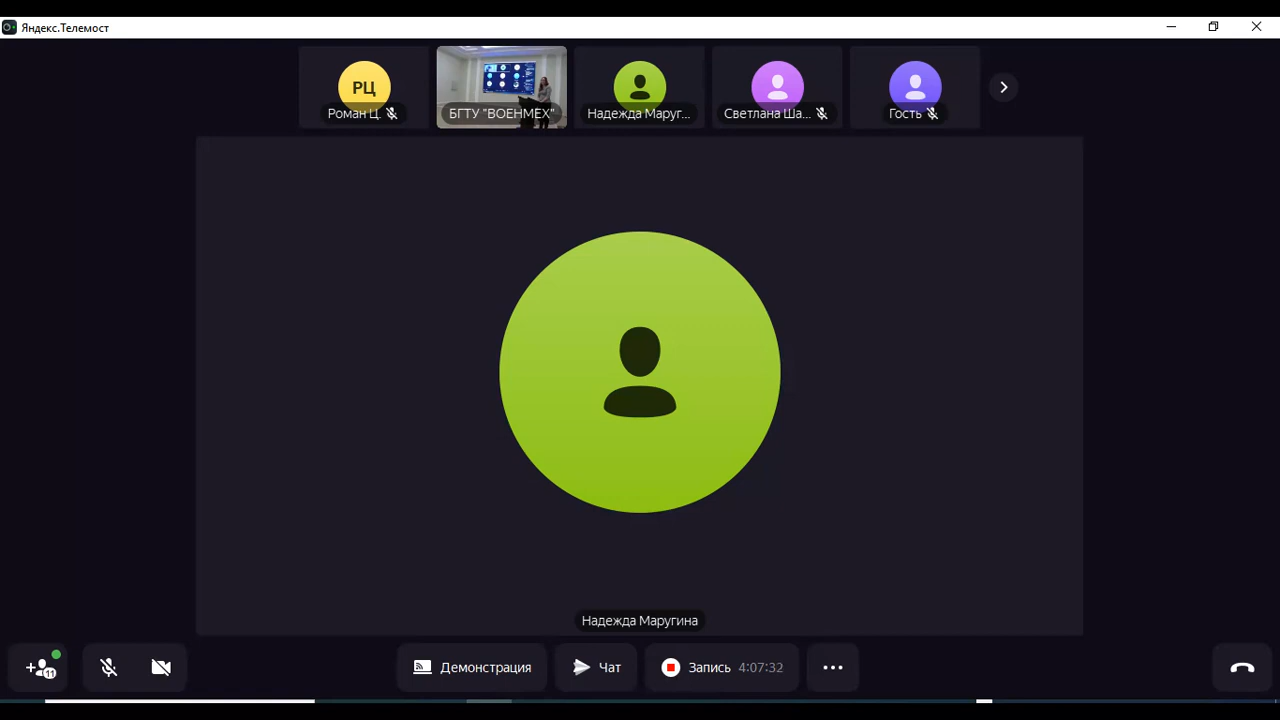 Яндекс.Телемост
РЦ
Роман Ц.
БГТУ "ВОЕНМЕХ"
Надежда Маруг...
Светлана Ша...
Гость
Надежда Маругина
11
Демонстрация
Чат
Запись 4:07:32